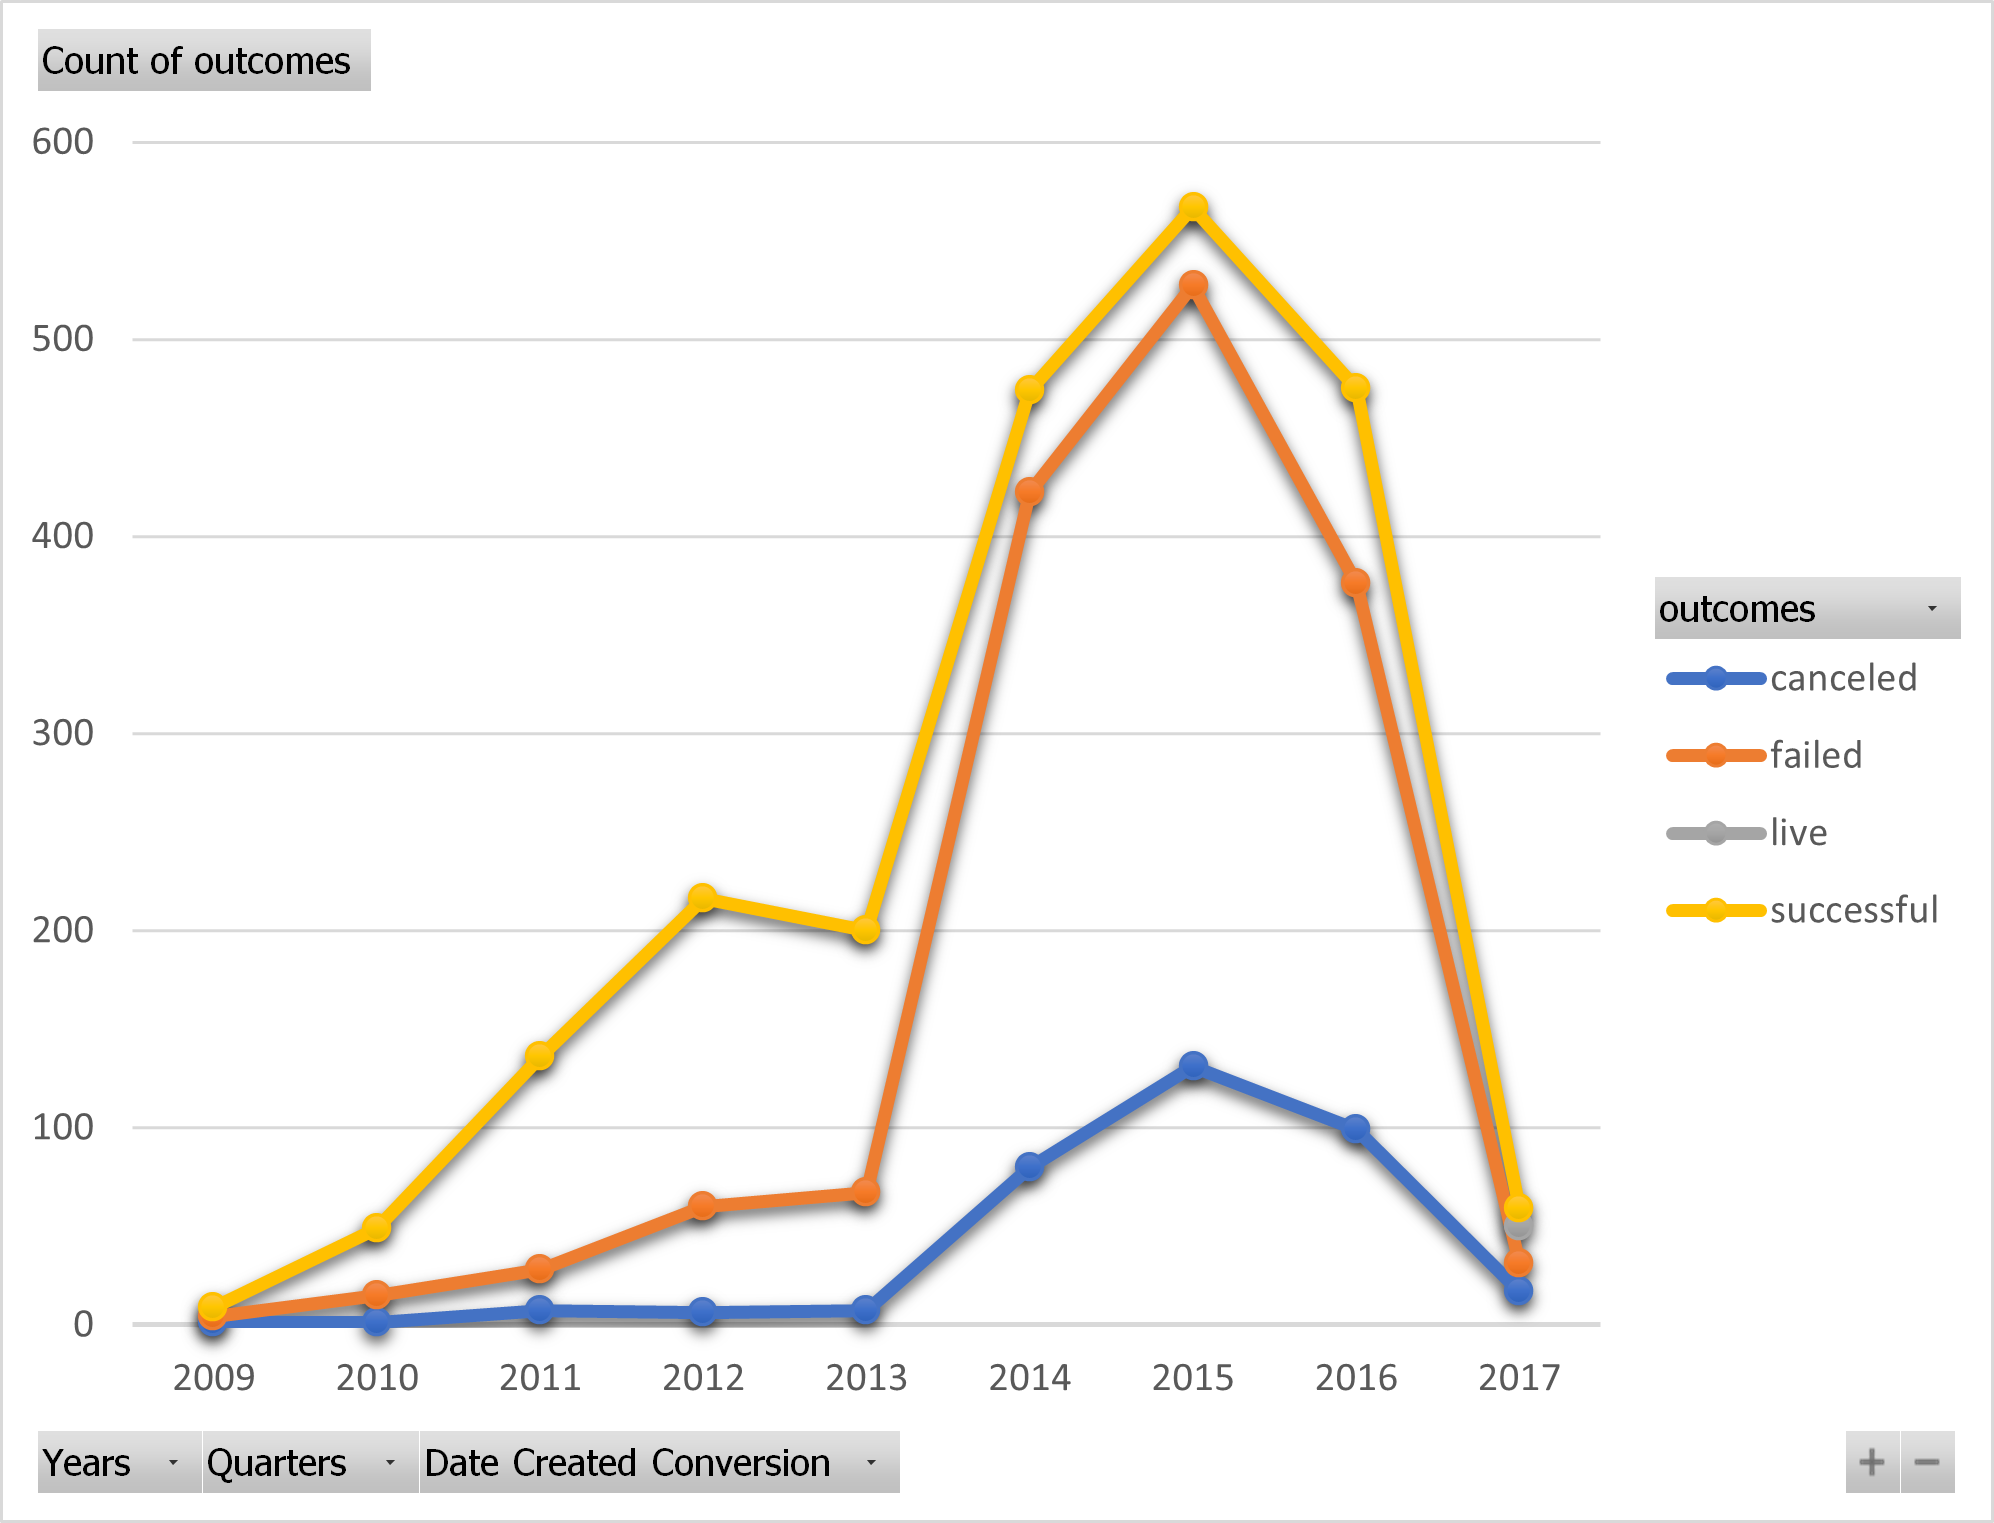 Count of outcomes
600
500
400
300
200
100
0
2009 2010 2011 2012 2013 2014 2015 2016 2017
outcomes
canceled
failed
live
successful
Years Quarters Date Created Conversion
+ −